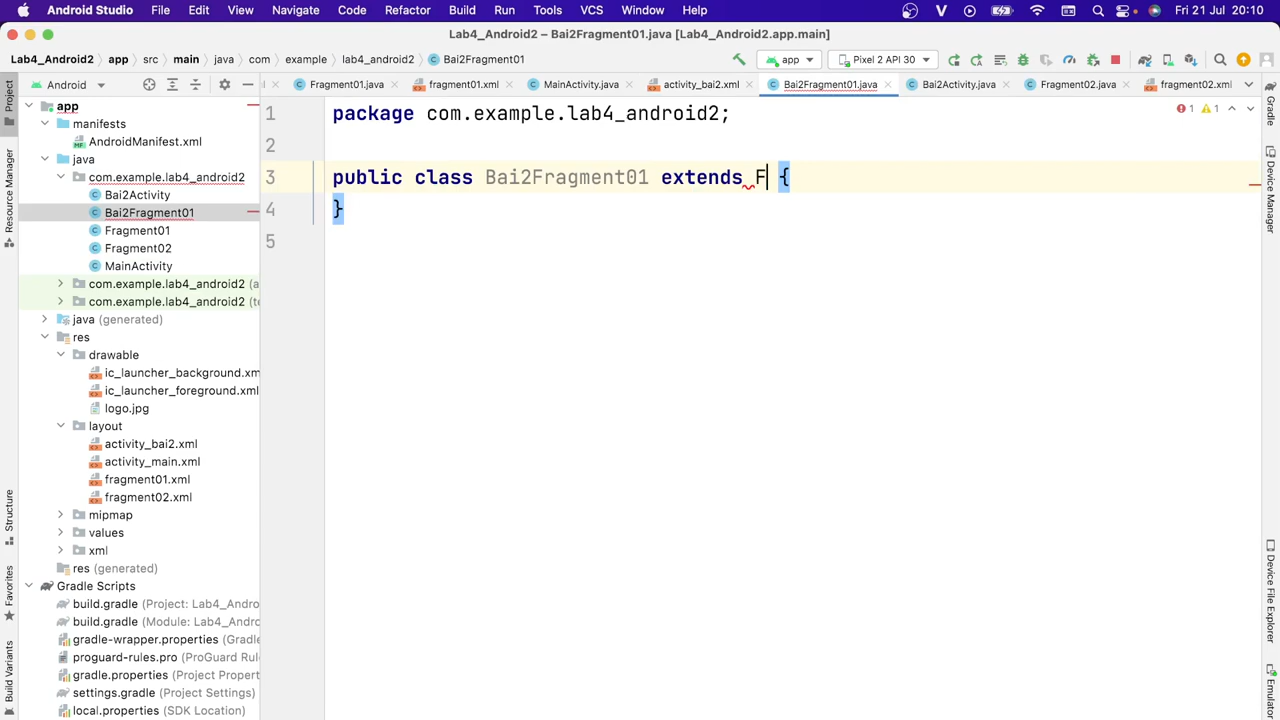 Android Studio File Edit View Navigate Code Refactor Build Run Tools VCS Window Help Fri 21 Jul 20:10
Lab4_Android2 – Bai2Fragment01.java [Lab4_Android2.app.main]
Lab4_Android2 app src main java com example lab4_android2 Bai2Fragment01 app Pixel 2 API 30
Android Fragment01.java fragment01.xml MainActivity.java activity_bai2.xml Bai2Fragment01.java Bai2Activity.java Fragment02.java fragment02.xml
Project
Resource Manager
Structure
Favorites
Build Variants
app
manifests
AndroidManifest.xml
java
com.example.lab4_android2
Bai2Activity
Bai2Fragment01
Fragment01
Fragment02
MainActivity
com.example.lab4_android2 (a
com.example.lab4_android2 (te
java (generated)
res
drawable
ic_launcher_background.xm
ic_launcher_foreground.xml
logo.jpg
layout
activity_bai2.xml
activity_main.xml
fragment01.xml
fragment02.xml
mipmap
values
xml
res (generated)
Gradle Scripts
build.gradle (Project: Lab4_Andro
build.gradle (Module: Lab4_Andro
gradle-wrapper.properties (Gradle
proguard-rules.pro (ProGuard Rul
gradle.properties (Project Propert
settings.gradle (Project Settings)
local.properties (SDK Location)
1 package com.example.lab4_android2;
2
3 public class Bai2Fragment01 extends F {
4 }
5
1 1
Gradle
Device Manager
Device File Explorer
Emulator